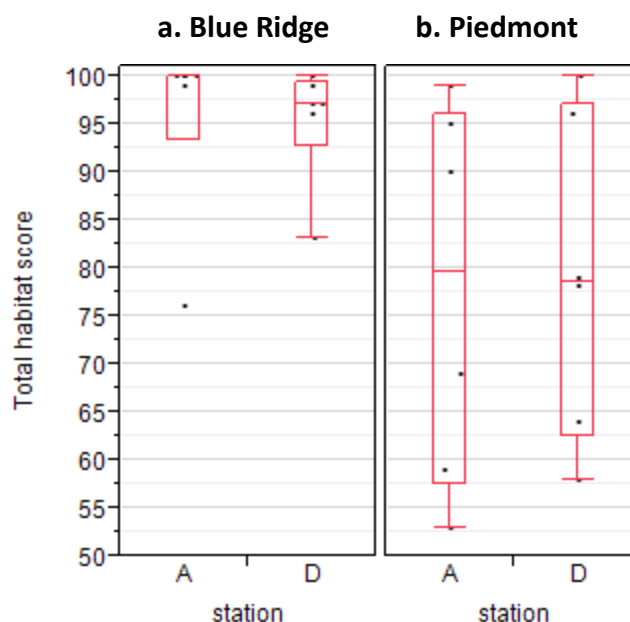 a. Blue Ridge
b. Piedmont
Total habitat score
100
95
90
85
80
75
70
65
60
55
50
A
D
A
D
station
station